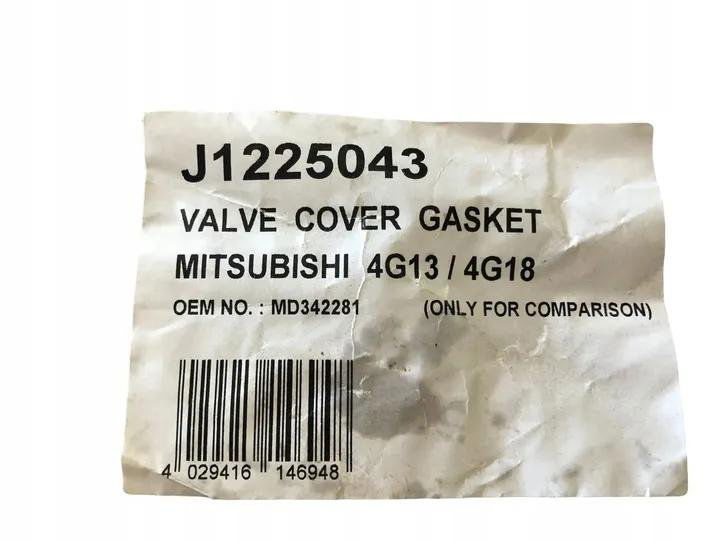 J1225043
VALVE COVER GASKET
MITSUBISHI 4G13 / 4G18
OEM NO. : MD342281 (ONLY FOR COMPARISON)
4 029416 146948